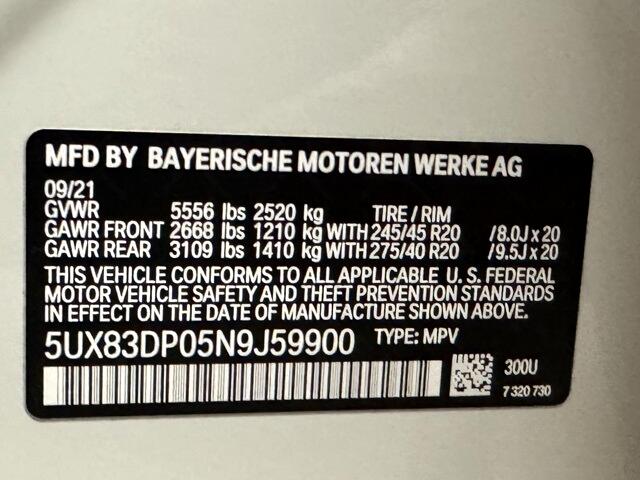 MFD BY BAYERISCHE MOTOREN WERKE AG
09/21
GVWR 5556 lbs 2520 kg TIRE / RIM
GAWR FRONT 2668 lbs 1210 kg WITH 245/45 R20 /8.0J x 20
GAWR REAR 3109 lbs 1410 kg WITH 275/40 R20 /9.5J x 20
THIS VEHICLE CONFORMS TO ALL APPLICABLE U. S. FEDERAL
MOTOR VEHICLE SAFETY AND THEFT PREVENTION STANDARDS
IN EFFECT ON THE DATE OF MANUFACTURE SHOWN ABOVE.
5UX83DP05N9J59900 TYPE: MPV
300U
7 320 730